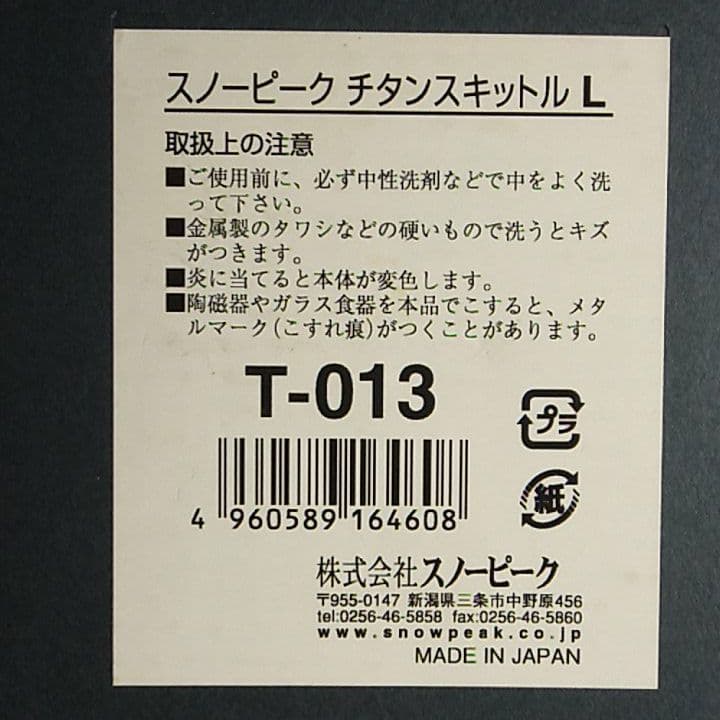 スノーピーク チタンスキットル L
取扱上の注意
■ご使用前に、必ず中性洗剤などで中をよく洗
って下さい。
■金属製のタワシなどの硬いもので洗うとキズ
がつきます。
■炎に当てると本体が変色します。
■陶磁器やガラス食器を本品でこすると、メタ
ルマーク(こすれ痕)がつくことがあります。
T-013
プラ
4 960589 164608
紙
株式会社スノーピーク
〒955-0147 新潟県三条市中野原456
tel:0256-46-5858 fax:0256-46-5860
www.snowpeak.co.jp
MADE IN JAPAN